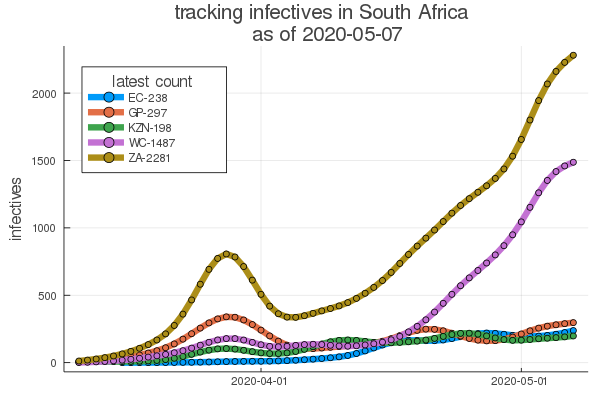 tracking infectives in South Africa
as of 2020-05-07
latest count
EC-238
GP-297
KZN-198
WC-1487
ZA-2281
infectives
2000
1500
1000
500
0
2020-04-01
2020-05-01